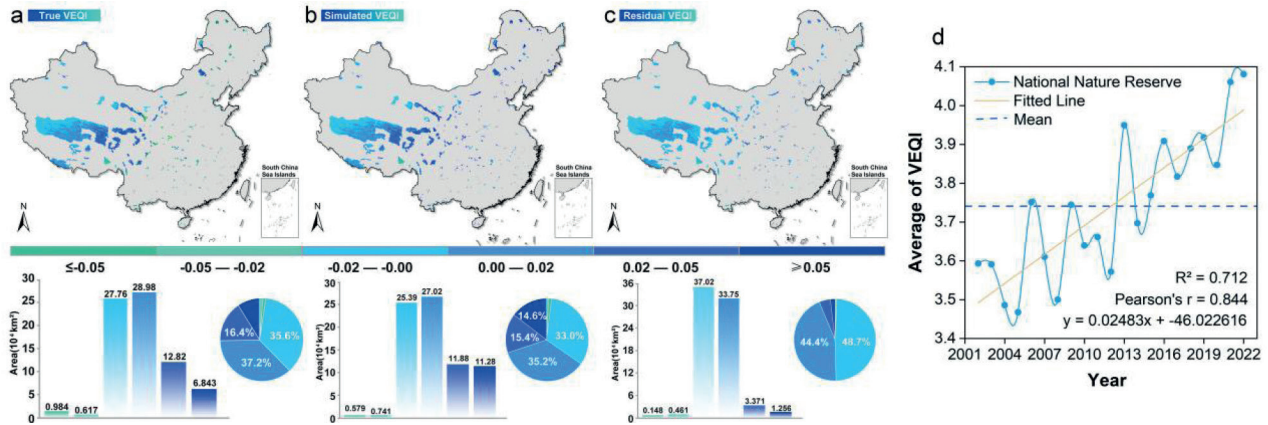 a
True VEQI
b
Simulated VEQI
c
Residual VEQI
d
N
South China
Sea Islands
N
South China
Sea Islands
N
South China
Sea Islands
≤-0.05
-0.05 — -0.02
-0.02 — -0.00
0.00 — 0.02
0.02 — 0.05
⩾0.05
Area(10⁴km²)
30
25
20
15
10
5
0
0.984
0.617
27.76
28.98
12.82
6.843
16.4%
35.6%
37.2%
Area(10⁴km²)
30
25
20
15
10
5
0
0.579
0.741
25.39
27.02
11.88
11.28
14.6%
15.4%
33.0%
35.2%
Area(10⁴km²)
36
30
24
18
12
6
0
0.148
0.461
37.02
33.75
3.371
1.256
44.4%
48.7%
Average of VEQI
4.1
4.0
3.9
3.8
3.7
3.6
3.5
3.4
National Nature Reserve
Fitted Line
Mean
R² = 0.712
Pearson's r = 0.844
y = 0.02483x + -46.022616
2001 2004 2007 2010 2013 2016 2019 2022
Year